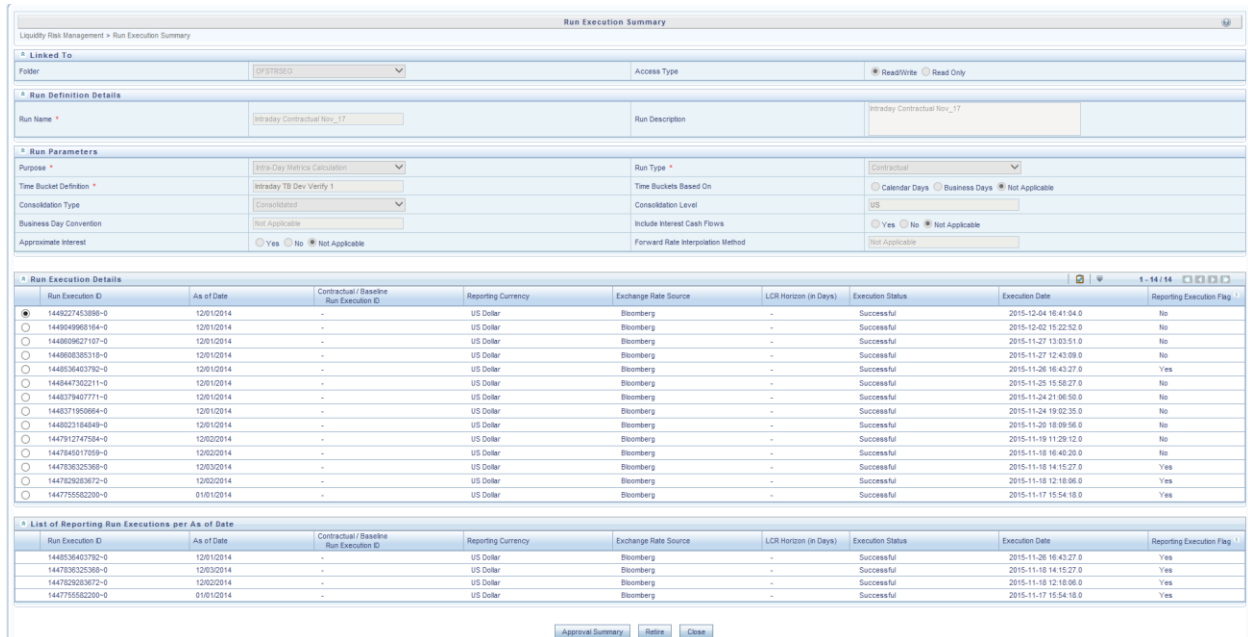 Run Execution Summary
Liquidity Risk Management > Run Execution Summary
Linked To
Folder OFSTRSEG Access Type Read/Write Read Only
Run Definition Details
Run Name * Intraday Contractual Nov_17 Run Description Intraday Contractual Nov_17
Run Parameters
Purpose * Intra-Day Metrics Calculation Run Type * Contractual
Time Bucket Definition * Intraday TB Dev Verify 1 Time Buckets Based On Calendar Days Business Days Not Applicable
Consolidation Type Consolidated Consolidation Level US
Business Day Convention Not Applicable Include Interest Cash Flows Yes No Not Applicable
Approximate Interest Yes No Not Applicable Forward Rate Interpolation Method Not Applicable
Run Execution Details 1 - 14 / 14
Run Execution ID As of Date Contractual / Baseline Run Execution ID Reporting Currency Exchange Rate Source LCR Horizon (in Days) Execution Status Execution Date Reporting Execution Flag
1449227453898~0 12/01/2014 - US Dollar Bloomberg - Successful 2015-12-04 16:41:04.0 No
1449049968164~0 12/01/2014 - US Dollar Bloomberg - Successful 2015-12-02 15:22:52.0 No
1448609627107~0 12/01/2014 - US Dollar Bloomberg - Successful 2015-11-27 13:03:51.0 No
1448608385318~0 12/01/2014 - US Dollar Bloomberg - Successful 2015-11-27 12:43:09.0 No
1448536403792~0 12/01/2014 - US Dollar Bloomberg - Successful 2015-11-26 16:43:27.0 Yes
1448447302211~0 12/01/2014 - US Dollar Bloomberg - Successful 2015-11-25 15:58:27.0 No
1448379407771~0 12/01/2014 - US Dollar Bloomberg - Successful 2015-11-24 21:06:50.0 No
1448371950664~0 12/01/2014 - US Dollar Bloomberg - Successful 2015-11-24 19:02:35.0 No
1448023184849~0 12/01/2014 - US Dollar Bloomberg - Successful 2015-11-20 18:09:56.0 No
1447912747584~0 12/02/2014 - US Dollar Bloomberg - Successful 2015-11-19 11:29:12.0 No
1447845017059~0 12/02/2014 - US Dollar Bloomberg - Successful 2015-11-18 16:40:20.0 No
1447836325368~0 12/03/2014 - US Dollar Bloomberg - Successful 2015-11-18 14:15:27.0 Yes
1447829283672~0 12/02/2014 - US Dollar Bloomberg - Successful 2015-11-18 12:18:06.0 Yes
1447755582200~0 01/01/2014 - US Dollar Bloomberg - Successful 2015-11-17 15:54:18.0 Yes
List of Reporting Run Executions per As of Date
Run Execution ID As of Date Contractual / Baseline Run Execution ID Reporting Currency Exchange Rate Source LCR Horizon (in Days) Execution Status Execution Date Reporting Execution Flag
1448536403792~0 12/01/2014 - US Dollar Bloomberg - Successful 2015-11-26 16:43:27.0 Yes
1447836325368~0 12/03/2014 - US Dollar Bloomberg - Successful 2015-11-18 14:15:27.0 Yes
1447829283672~0 12/02/2014 - US Dollar Bloomberg - Successful 2015-11-18 12:18:06.0 Yes
1447755582200~0 01/01/2014 - US Dollar Bloomberg - Successful 2015-11-17 15:54:18.0 Yes
Approval Summary Retire Close